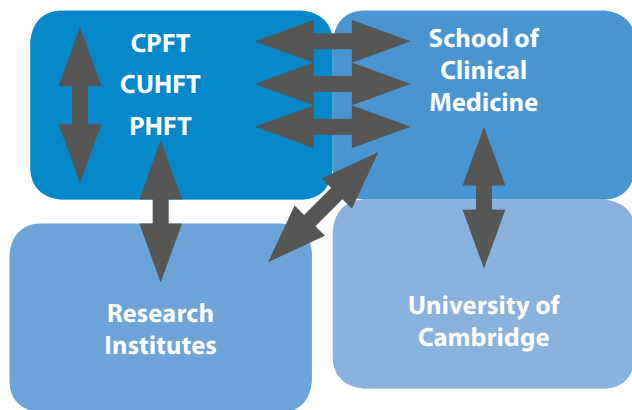 CPFT
CUHFT
PHFT
School of
Clinical
Medicine
Research
Institutes
University of
Cambridge